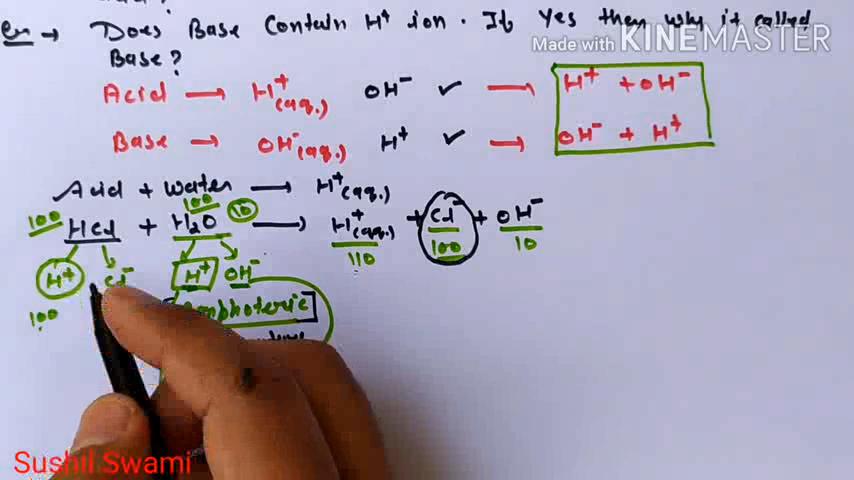 Made with KINEMASTER
Que → Does Base Contain H⁺ ion. If Yes then why it called
Base?
Acid → H⁺(aq.) OH⁻ ✓ → H⁺ + OH⁻
Base → OH⁻(aq.) H⁺ ✓ → OH⁻ + H⁺
Acid + Water → H⁺(aq.)
100 100 10
HCl + H₂O → H⁺(aq.) + Cl⁻ + OH⁻
110 100 10
H⁺ Cl⁻ H⁺ OH⁻
100
Amphoteric
Sushil Swami